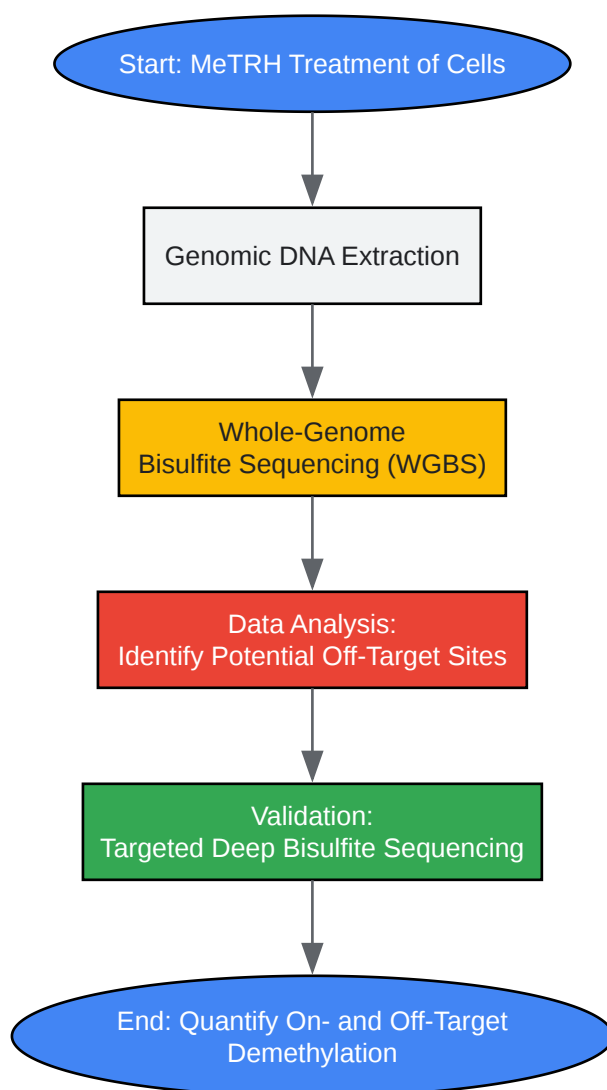 Start: MeTRH Treatment of Cells
Genomic DNA Extraction
Whole-Genome
Bisulfite Sequencing (WGBS)
Data Analysis:
Identify Potential Off-Target Sites
Validation:
Targeted Deep Bisulfite Sequencing
End: Quantify On- and Off-Target
Demethylation